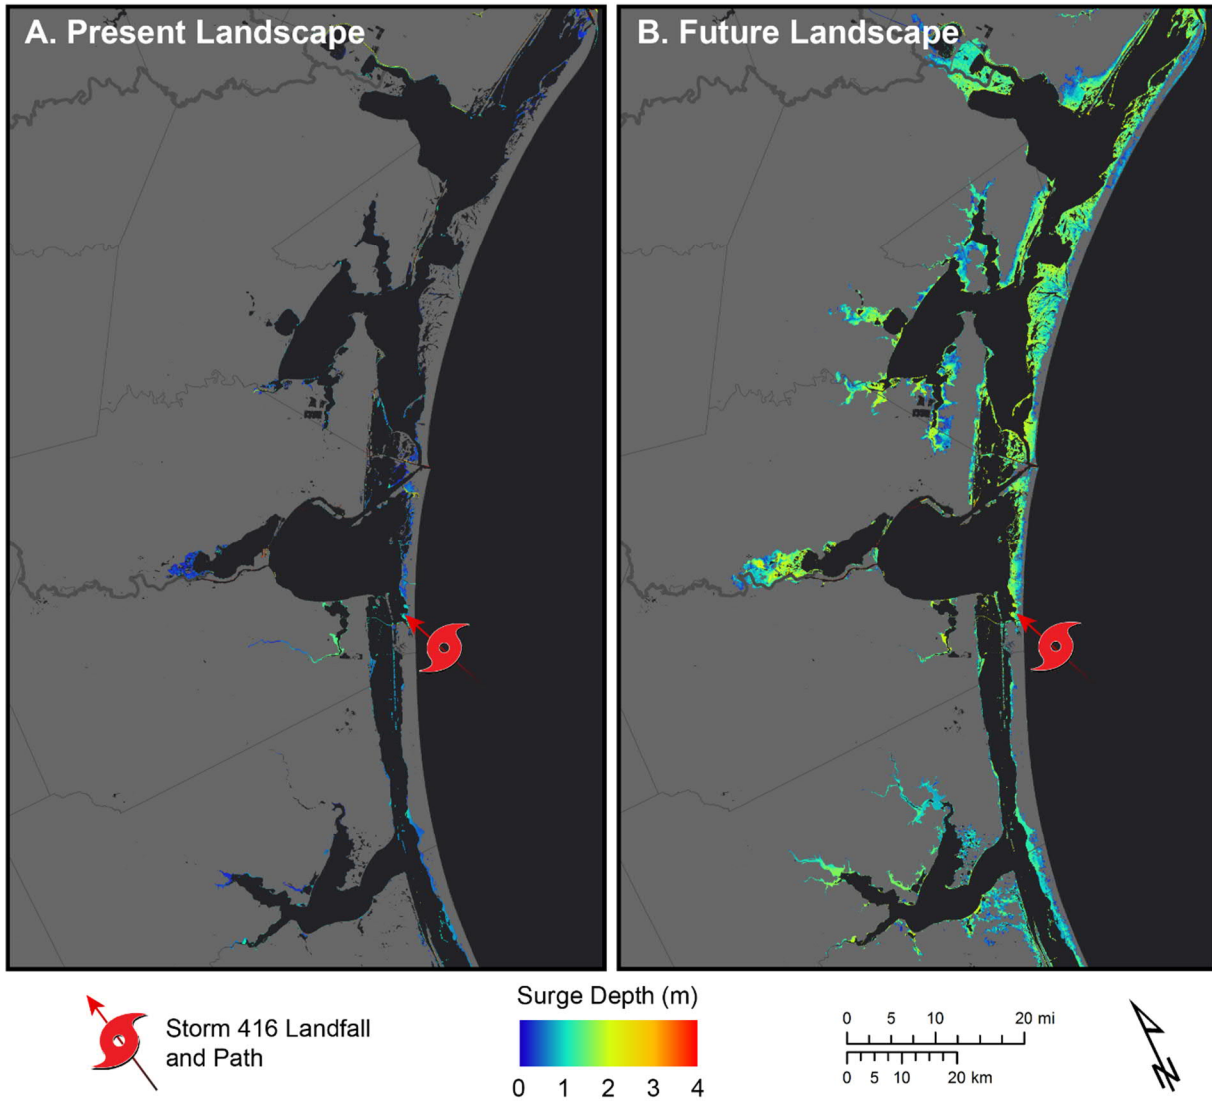 A. Present Landscape
B. Future Landscape
Storm 416 Landfall
and Path
Surge Depth (m)
0 1 2 3 4
0 5 10 20 mi
0 5 10 20 km
N